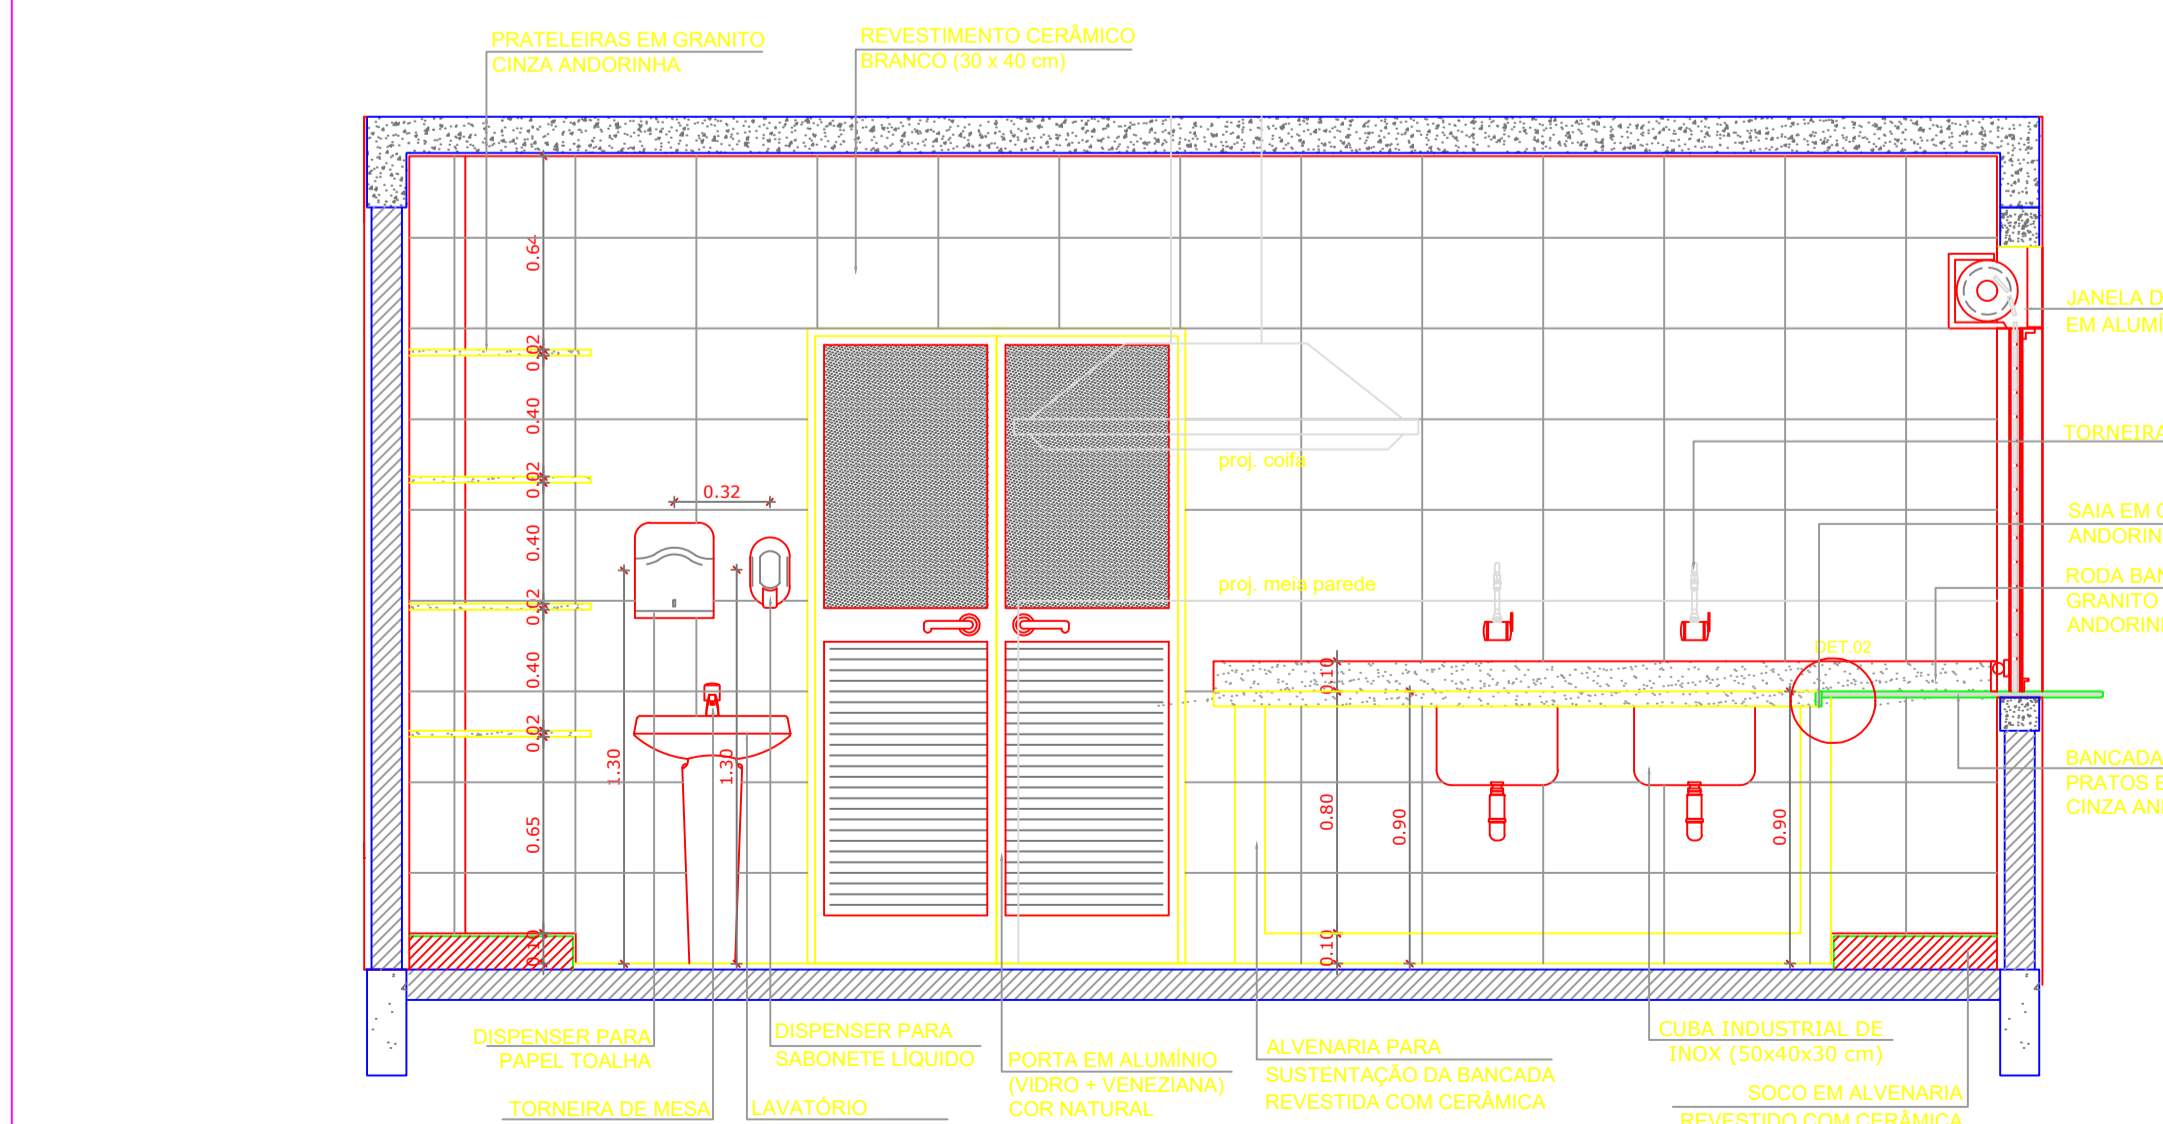 PRATELEIRAS EM GRANITO
CINZA ANDORINHA
REVESTIMENTO CERÂMICO
BRANCO (30 x 40 cm)
0.64
0.02
0.40
0.02
0.40
0.02
0.40
0.02
0.65
0.10
0.32
1.30
1.30
proj. coifa
proj. meia parede
0.10
0.80
0.10
0.90
0.90
DET.02
JANELA D
EM ALUMÍ
TORNEIRA
SAIA EM
ANDORIN
RODA BAN
GRANITO
ANDORIN
BANCADA
PRATOS E
CINZA AN
DISPENSER PARA
PAPEL TOALHA
TORNEIRA DE MESA
DISPENSER PARA
SABONETE LÍQUIDO
LAVATÓRIO
PORTA EM ALUMÍNIO
(VIDRO + VENEZIANA)
COR NATURAL
ALVENARIA PARA
SUSTENTAÇÃO DA BANCADA
REVESTIDA COM CERÂMICA
CUBA INDUSTRIAL DE
INOX (50x40x30 cm)
SOCO EM ALVENARIA
REVESTIDO COM CERÂMICA